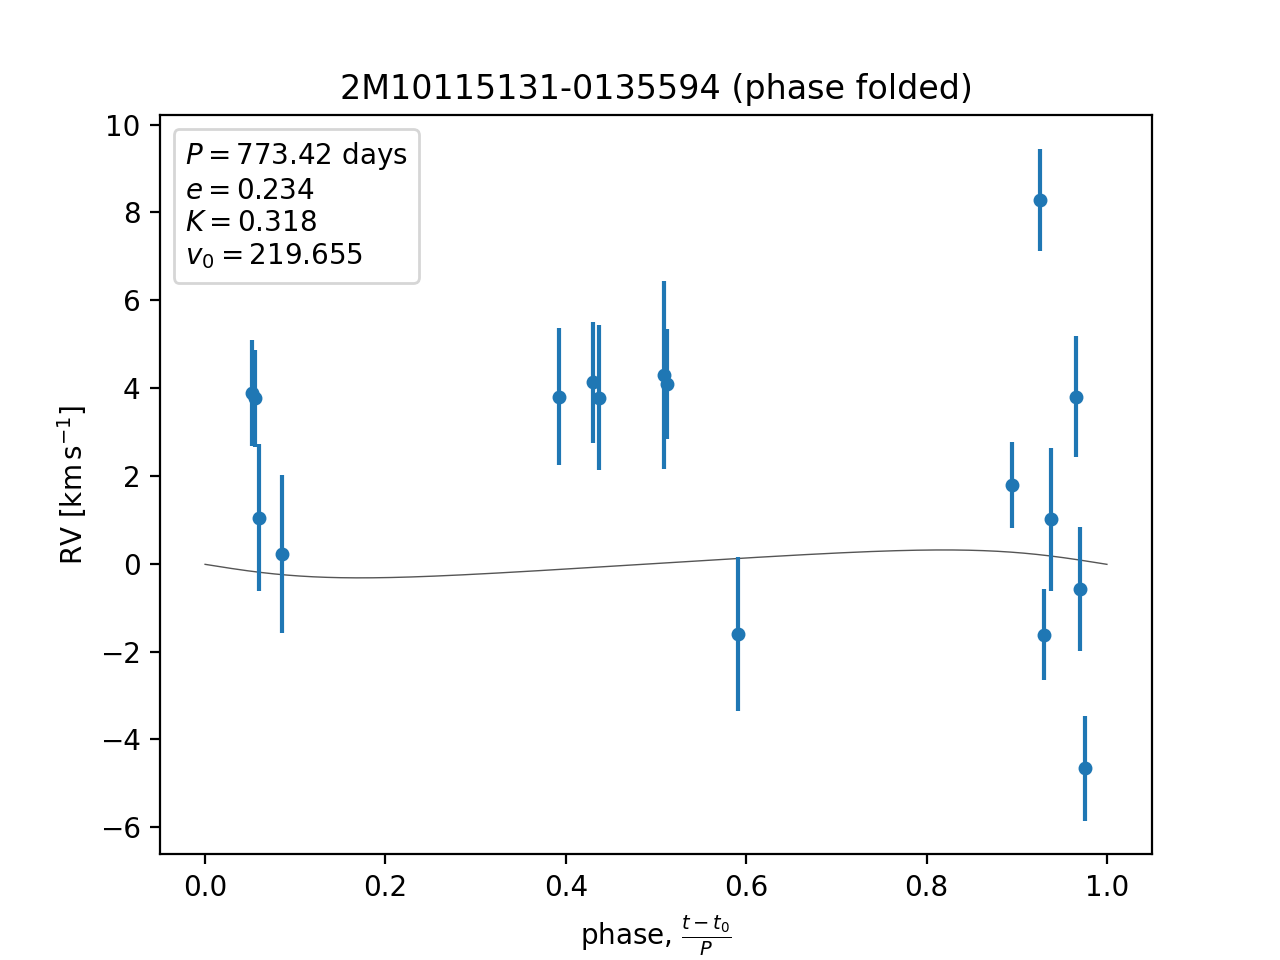 2M10115131-0135594 (phase folded)
P = 773.42 days
e = 0.234
K = 0.318
v₀ = 219.655
10
8
6
4
2
0
−2
−4
−6
RV [km s⁻¹]
0.0 0.2 0.4 0.6 0.8 1.0
phase, (t − t₀)/P